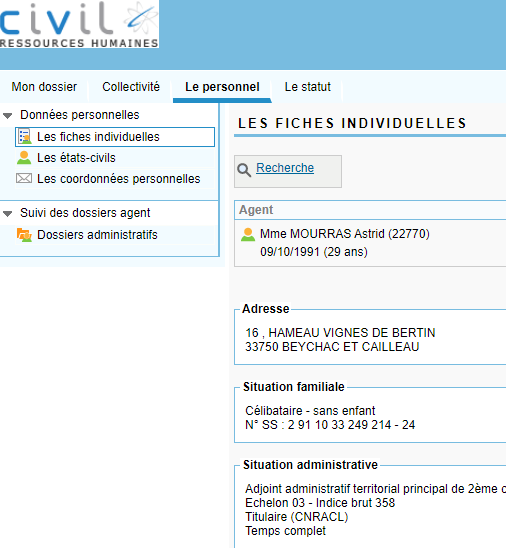 civil
RESSOURCES HUMAINES
Mon dossier Collectivité Le personnel Le statut
Données personnelles
Les fiches individuelles
Les états-civils
Les coordonnées personnelles
Suivi des dossiers agent
Dossiers administratifs
LES FICHES INDIVIDUELLES
Recherche
Agent
Mme MOURRAS Astrid (22770)
09/10/1991 (29 ans)
Adresse
16 , HAMEAU VIGNES DE BERTIN
33750 BEYCHAC ET CAILLEAU
Situation familiale
Célibataire - sans enfant
N° SS : 2 91 10 33 249 214 - 24
Situation administrative
Adjoint administratif territorial principal de 2ème
Echelon 03 - Indice brut 358
Titulaire (CNRACL)
Temps complet